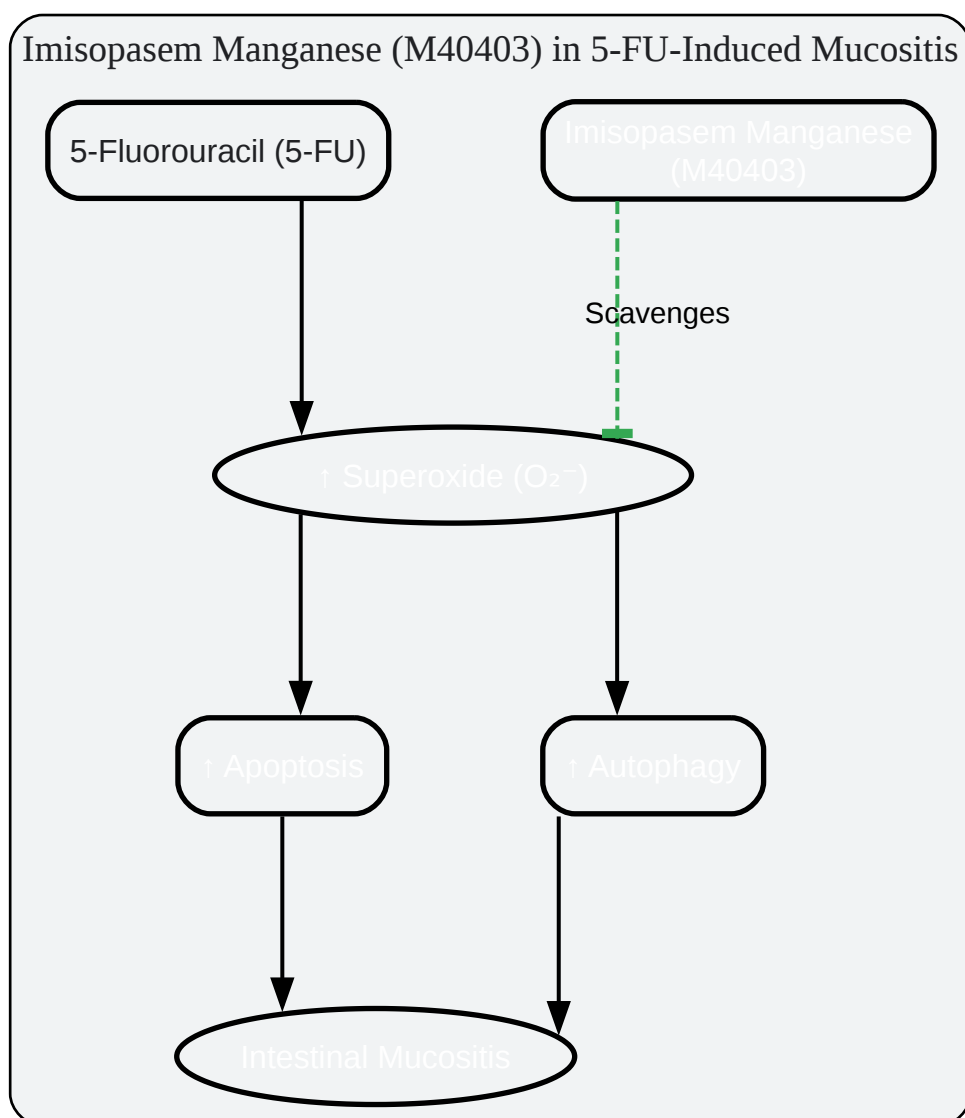 Imisopasem Manganese (M40403) in 5-FU-Induced Mucositis
5-Fluorouracil (5-FU)
Imisopasem Manganese
(M40403)
Scavenges
↑ Superoxide (O₂⁻)
↑ Apoptosis
↑ Autophagy
Intestinal Mucositis